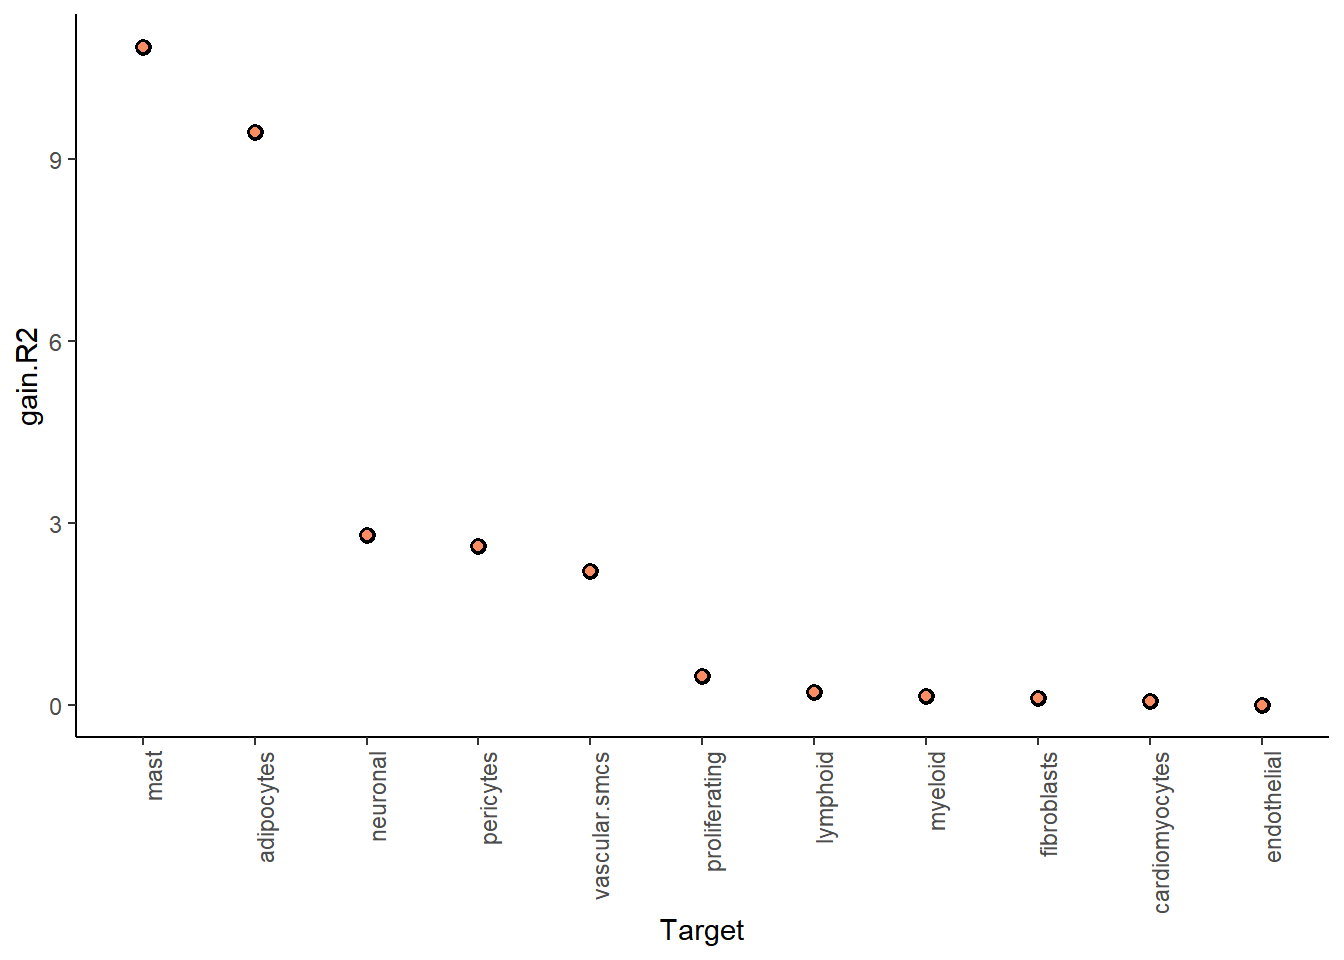 gain.R2
9
6
3
0
mast
adipocytes
neuronal
pericytes
vascular.smcs
proliferating
lymphoid
myeloid
fibroblasts
cardiomyocytes
endothelial
Target